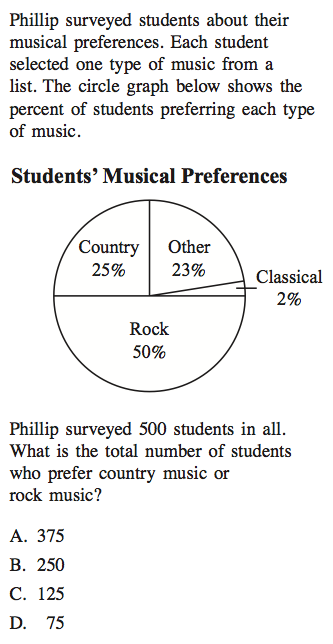 Phillip surveyed students about their
musical preferences. Each student
selected one type of music from a
list. The circle graph below shows the
percent of students preferring each type
of music.
Students’ Musical Preferences
Country
25%
Other
23%
Classical
2%
Rock
50%
Phillip surveyed 500 students in all.
What is the total number of students
who prefer country music or
rock music?
A. 375
B. 250
C. 125
D. 75